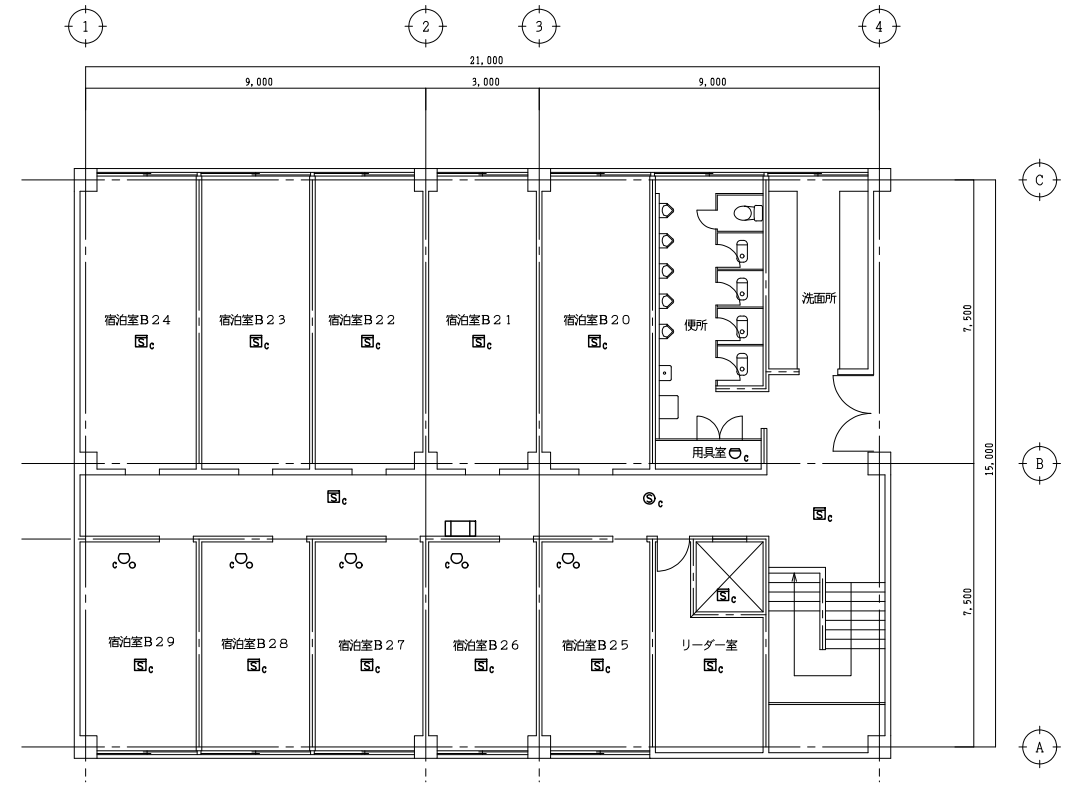 1 2 3 4
21,000
9,000 3,000 9,000
C
宿泊室B24 宿泊室B23 宿泊室B22 宿泊室B21 宿泊室B20 便所 洗面所
S C S C S C S C S C
7,500
用具室 C
B
15,000
S C S C S C
C C C C C
S C
7,500
宿泊室B29 宿泊室B28 宿泊室B27 宿泊室B26 宿泊室B25 リーダー室
S C S C S C S C S C S C
A